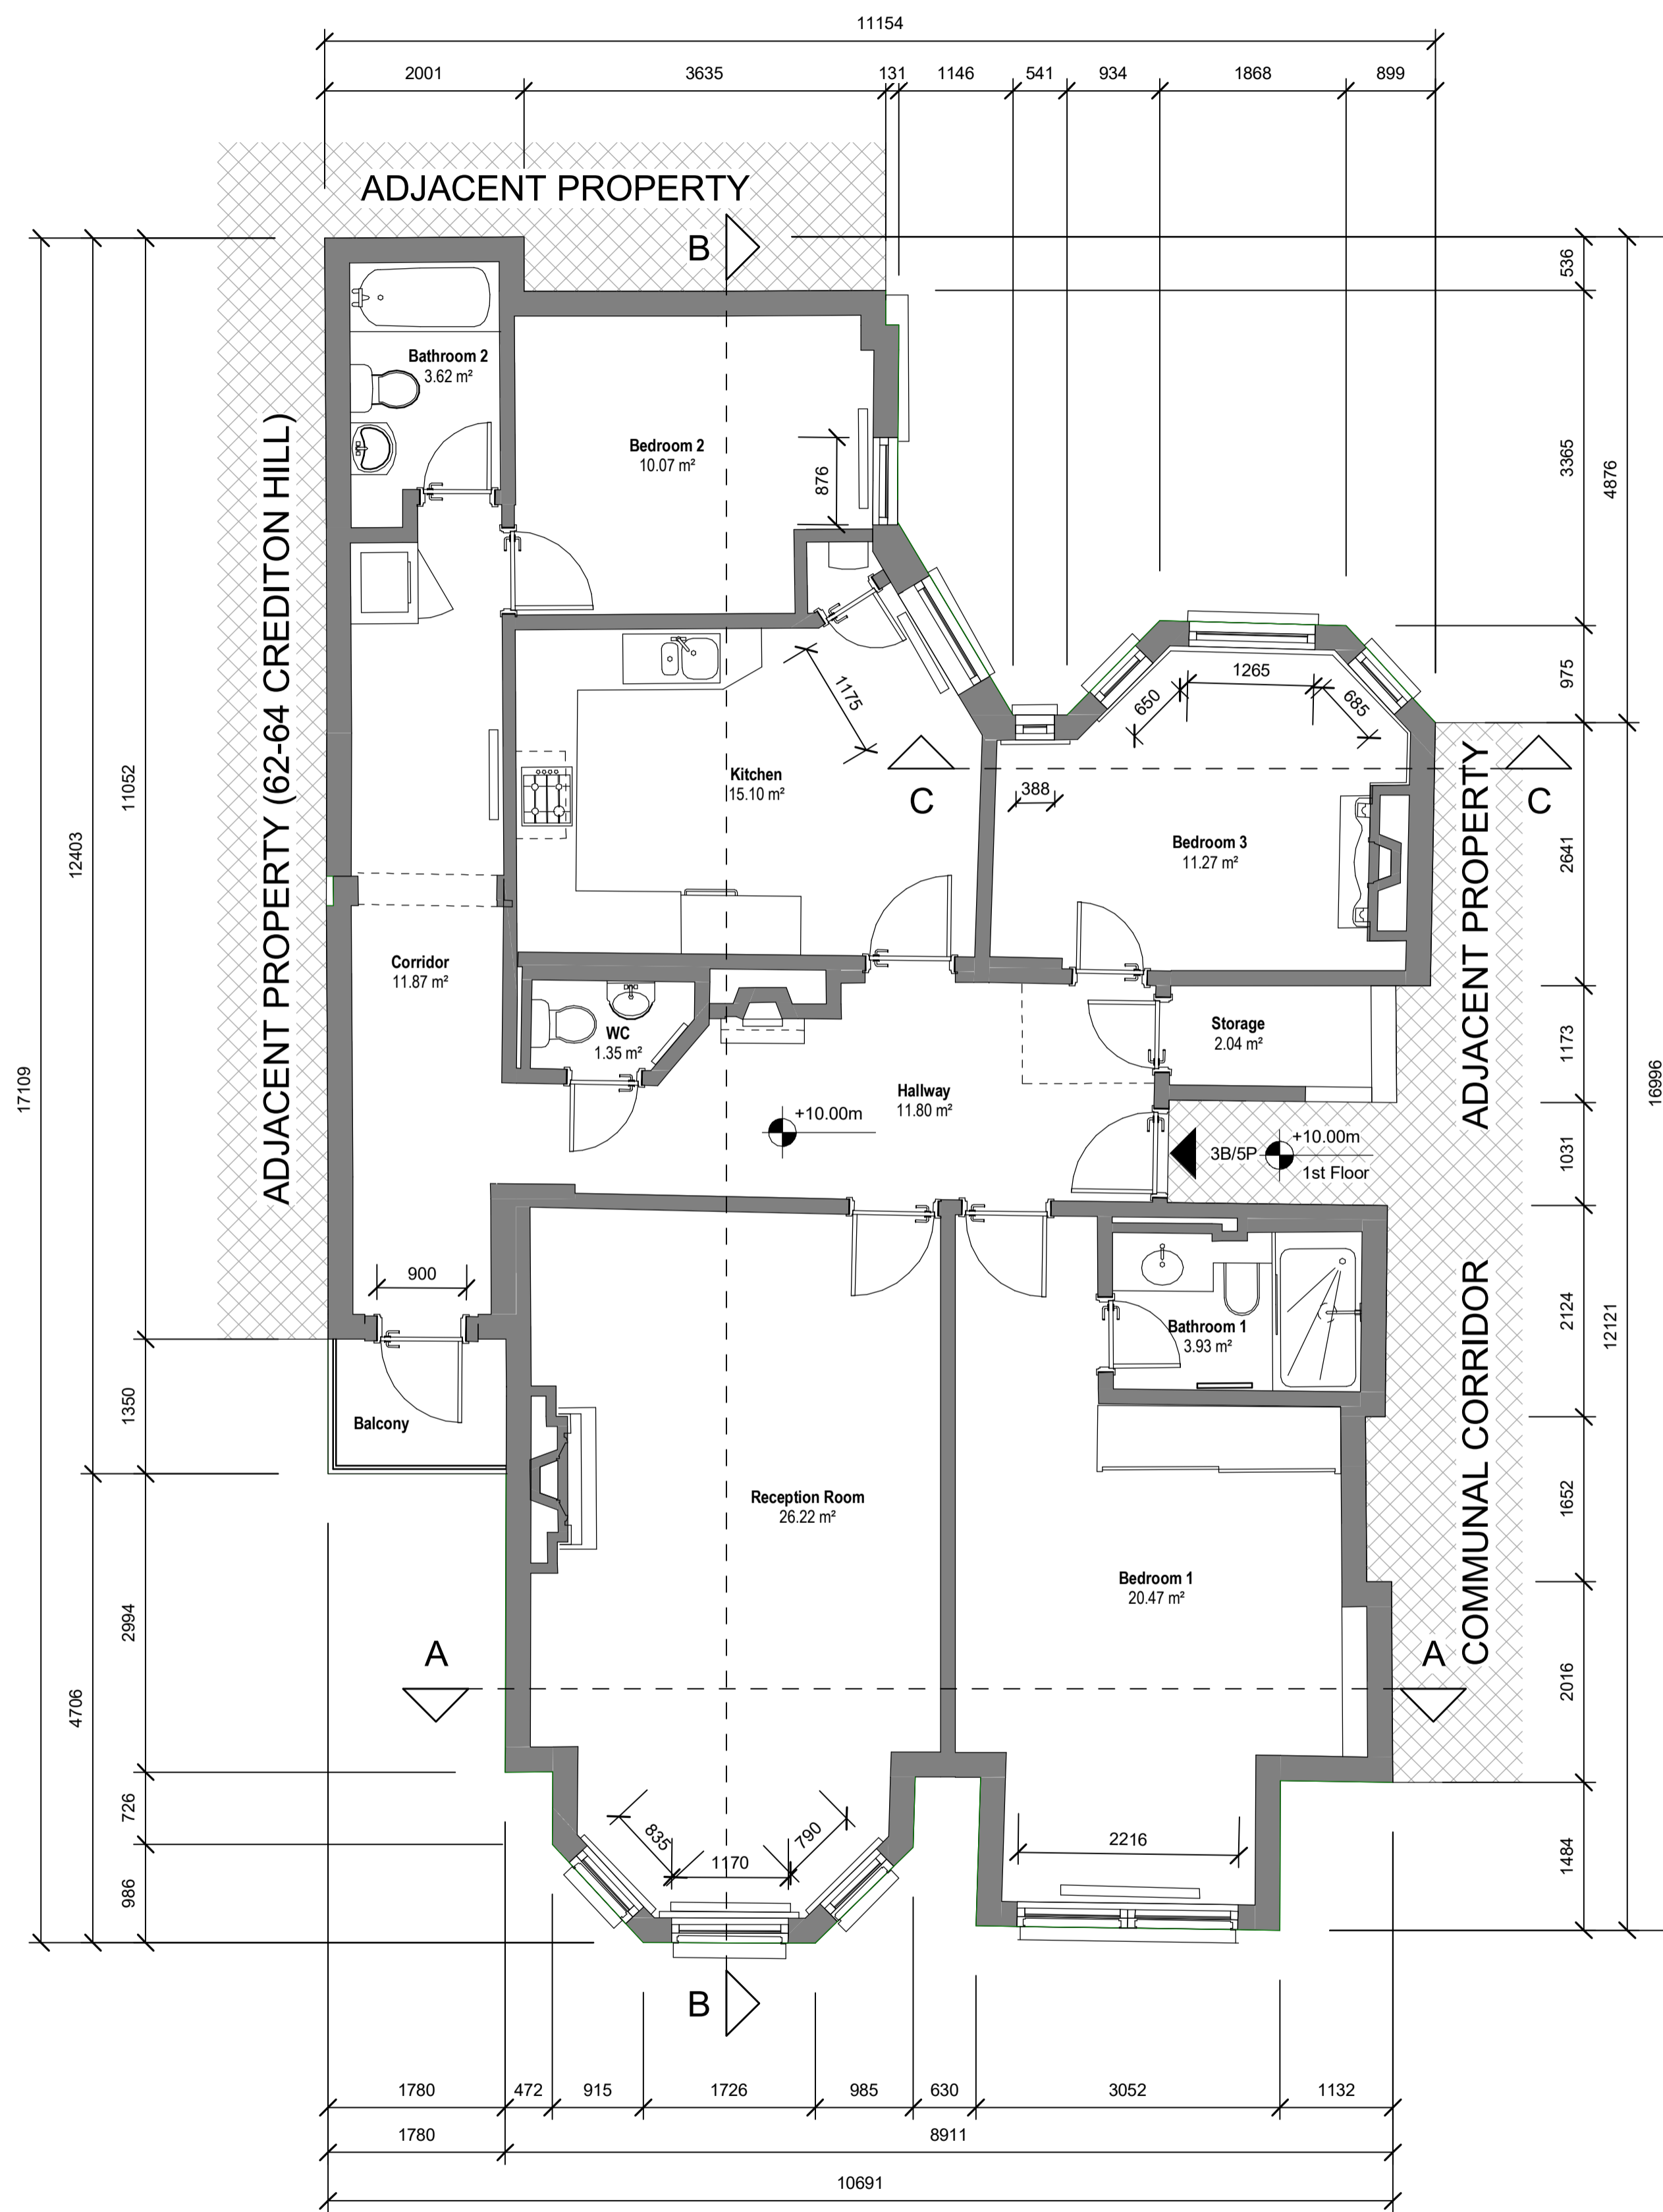 11154
2001
3635
131
1146
541
934
1868
899
ADJACENT PROPERTY
B
536
3365
4876
975
2641
1173
1031
16996
2124
12121
1652
2016
1484
17109
12403
11052
1350
4706
2994
726
986
ADJACENT PROPERTY (62-64 CREDITON HILL)
Bathroom 2
3.62 m²
Bedroom 2
10.07 m²
876
1175
650
1265
685
Kitchen
15.10 m²
C
C
388
Bedroom 3
11.27 m²
ADJACENT PROPERTY
Corridor
11.87 m²
WC
1.35 m²
Storage
2.04 m²
Hallway
11.80 m²
+10.00m
3B/5P
+10.00m
1st Floor
900
Bathroom 1
3.93 m²
COMMUNAL CORRIDOR
Balcony
Reception Room
26.22 m²
Bedroom 1
20.47 m²
A
A
835
1170
790
2216
B
1780
472
915
1726
985
630
3052
1132
1780
8911
10691